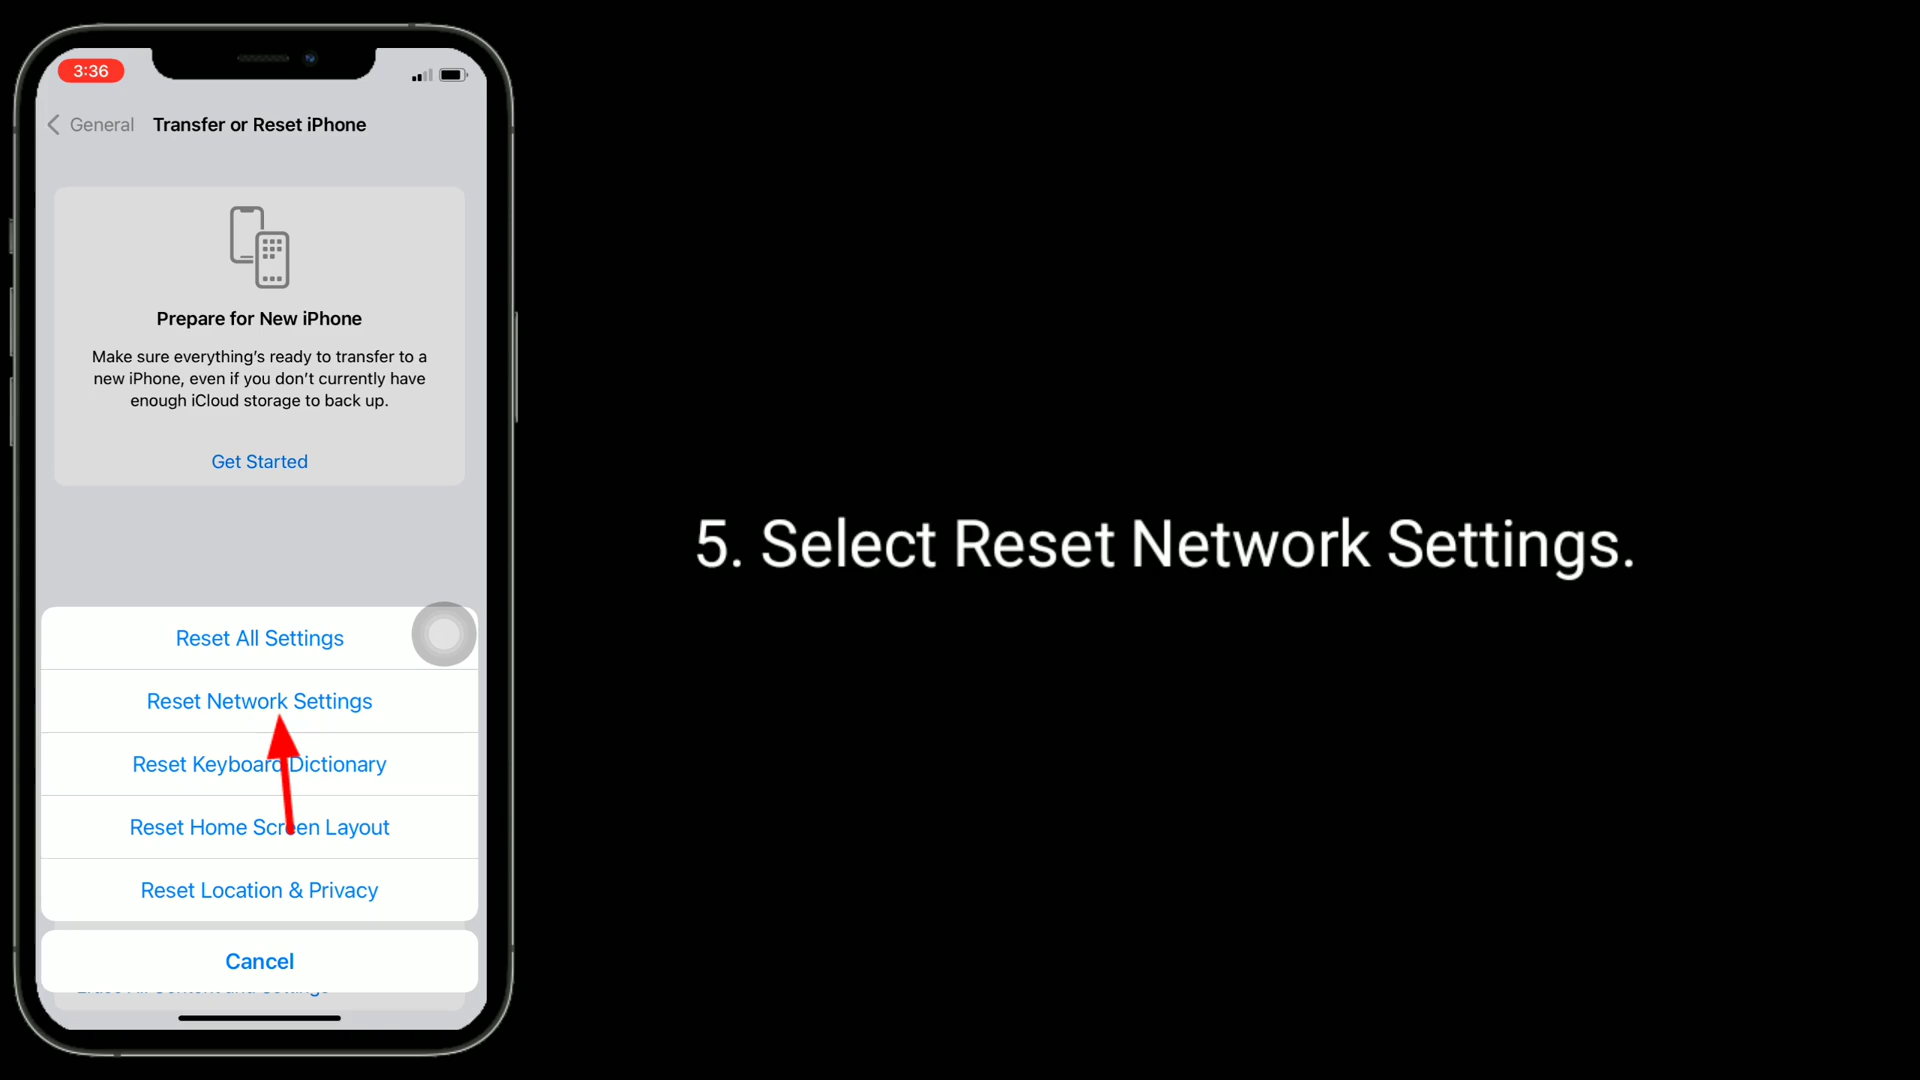 3:36
General
Transfer or Reset iPhone
Prepare for New iPhone
Make sure everything's ready to transfer to a
new iPhone, even if you don't currently have
enough iCloud storage to back up.
Get Started
Reset All Settings
Reset Network Settings
Reset Keyboard Dictionary
Reset Home Screen Layout
Reset Location & Privacy
Cancel
5. Select Reset Network Settings.